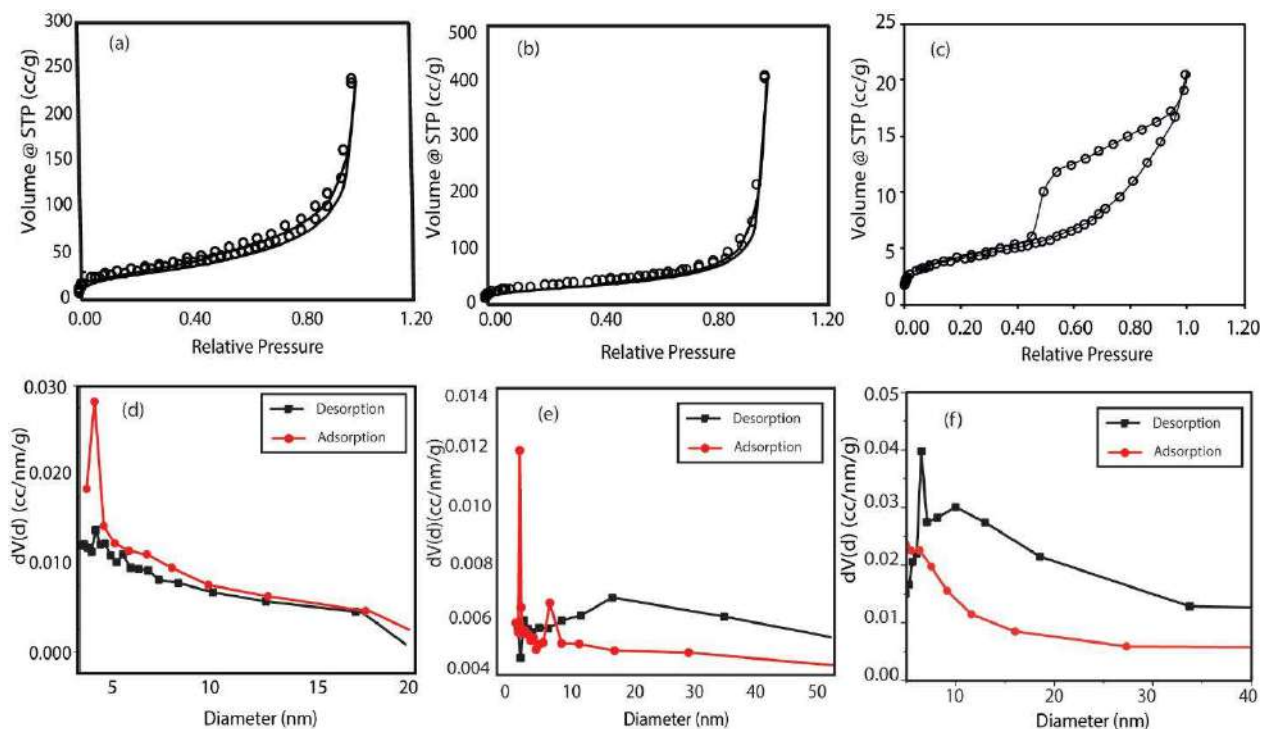 (a)
Volume @ STP (cc/g)
300
250
200
150
100
50
0
0.00 0.40 0.80 1.20
Relative Pressure
(b)
Volume @ STP (cc/g)
500
400
300
200
100
0
0.00 0.40 0.80 1.20
Relative Pressure
(c)
Volume @ STP (cc/g)
25
20
15
10
5
0
0.00 0.20 0.40 0.60 0.80 1.0 1.20
Relative Pressure
(d)
dV(d) (cc/nm/g)
0.030
0.020
0.010
0.000
Desorption
Adsorption
5 10 15 20
Diameter (nm)
(e)
dV(d)(cc/nm/g)
0.014
0.012
0.010
0.008
0.006
0.004
Desorption
Adsorption
0 10 20 30 40 50
Diameter (nm)
(f)
dV(d) (cc/nm/g)
0.05
0.04
0.03
0.02
0.01
0.00
Desorption
Adsorption
10 20 30 40
Diameter (nm)